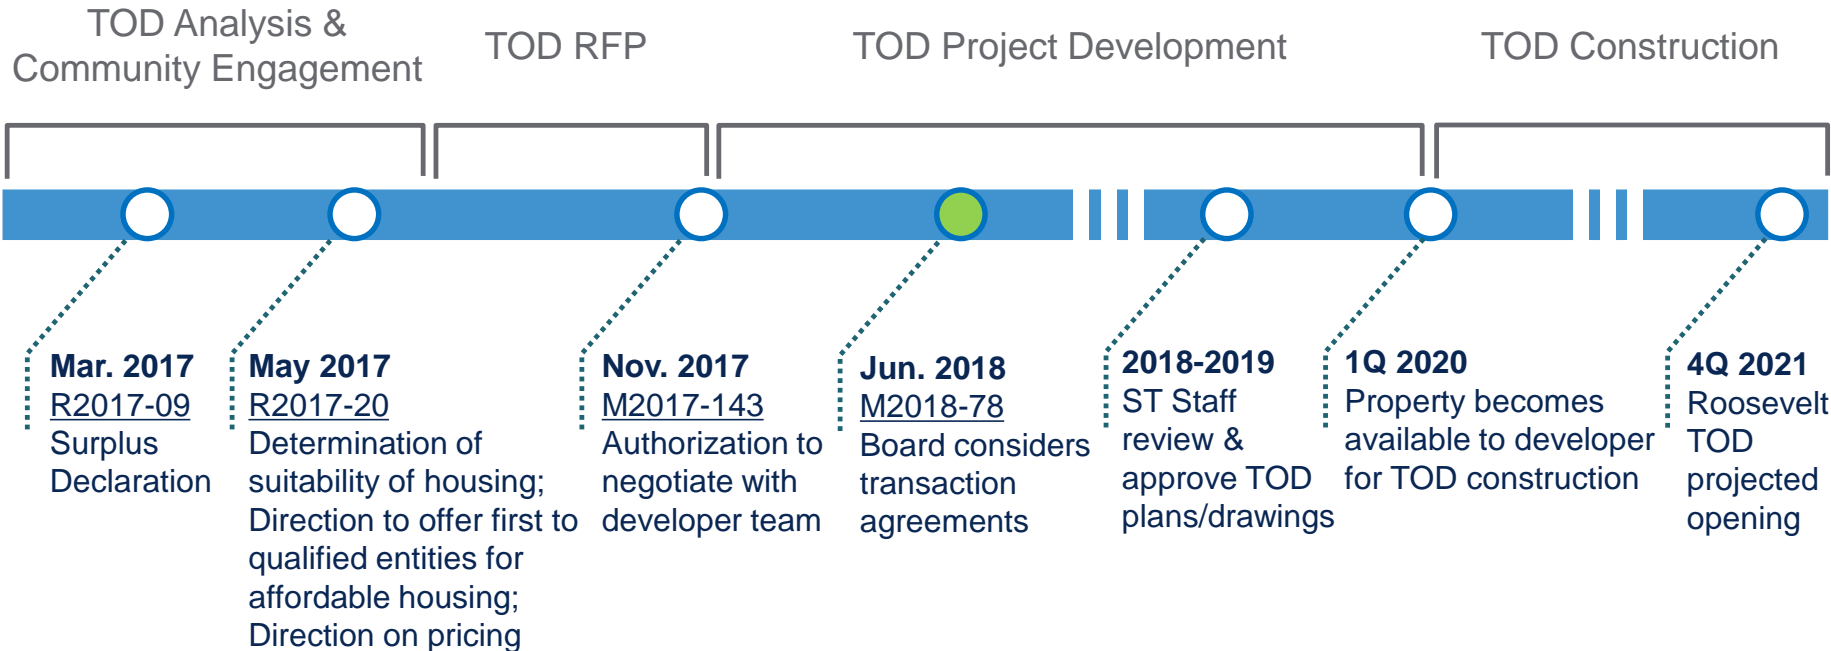 TOD Analysis &
Community Engagement
TOD RFP
TOD Project Development
TOD Construction
Mar. 2017
R2017-09
Surplus
Declaration
May 2017
R2017-20
Determination of
suitability of housing;
Direction to offer first to
qualified entities for
affordable housing;
Direction on pricing
Nov. 2017
M2017-143
Authorization to
negotiate with
developer team
Jun. 2018
M2018-78
Board considers
transaction
agreements
2018-2019
ST Staff
review &
approve TOD
plans/drawings
1Q 2020
Property becomes
available to developer
for TOD construction
4Q 2021
Roosevelt
TOD
projected
opening